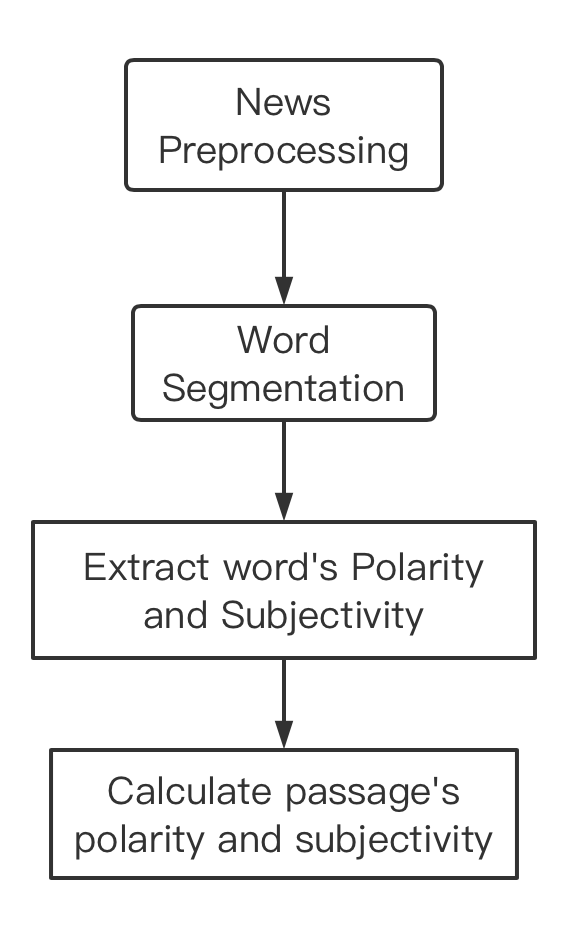 News
Preprocessing
Word
Segmentation
Extract word's Polarity
and Subjectivity
Calculate passage's
polarity and subjectivity